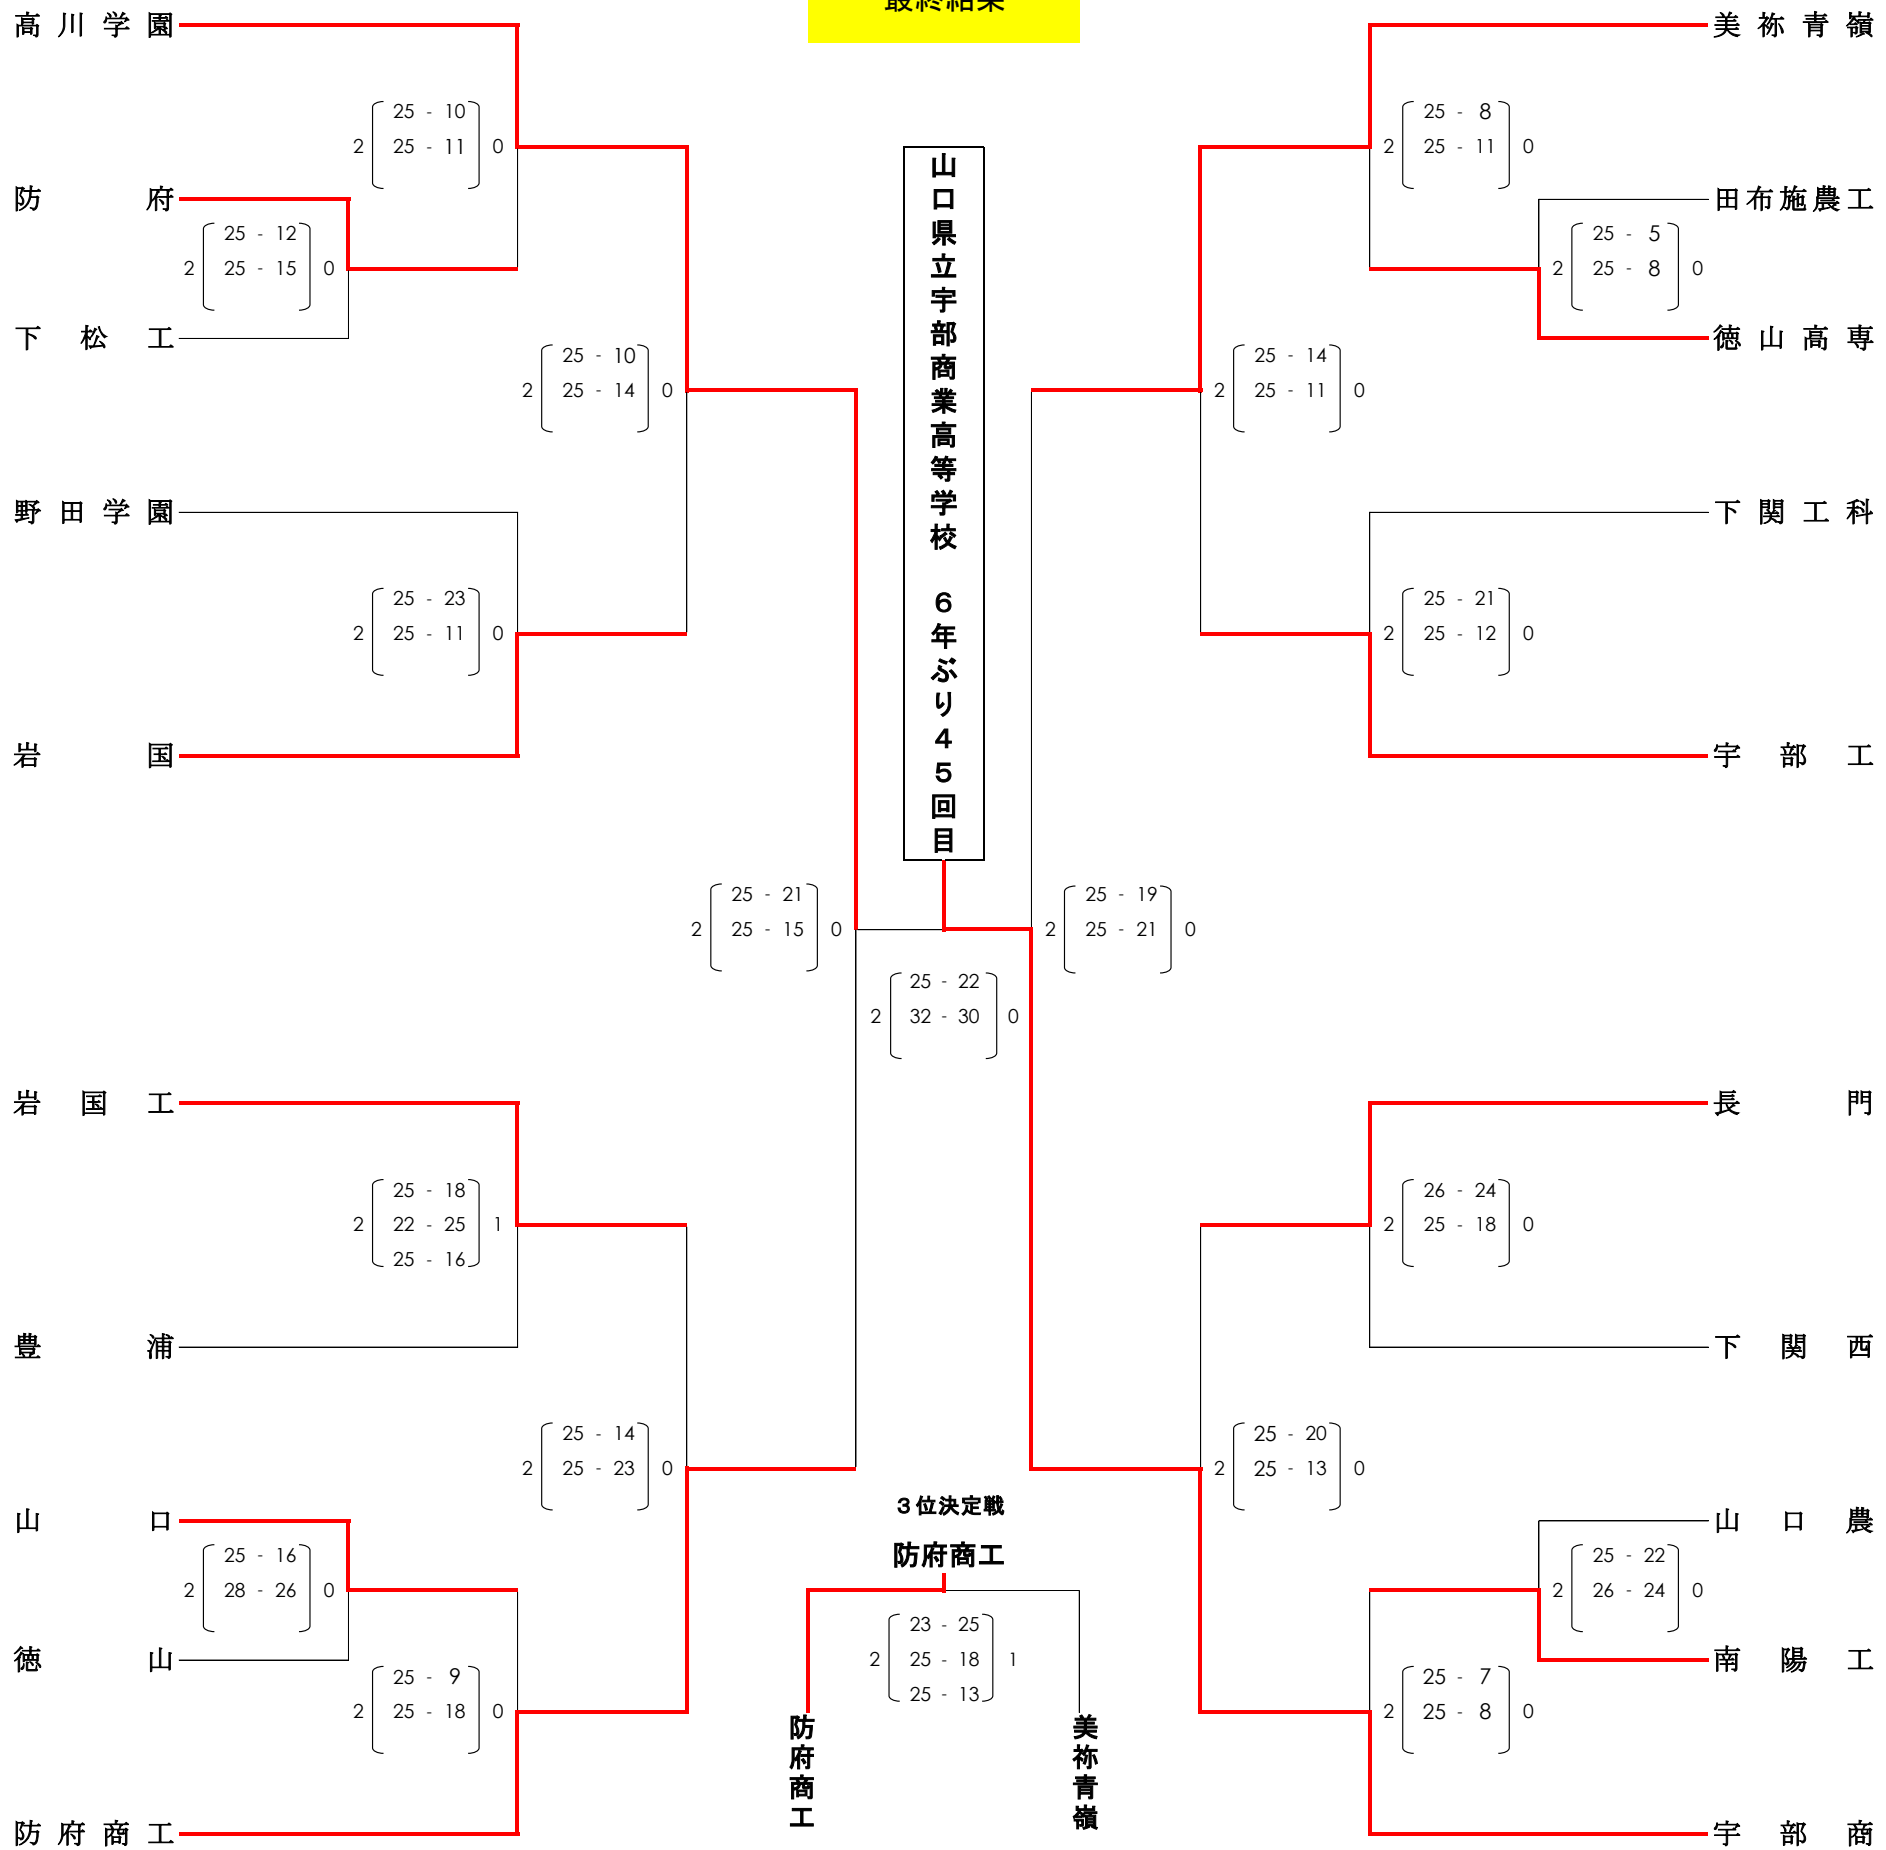 最終結果
高川学園
25 - 10
2 25 - 11 0
防府
25 - 12
2 25 - 15 0
下松工
25 - 10
2 25 - 14 0
野田学園
25 - 23
2 25 - 11 0
岩国
25 - 21
2 25 - 15 0
岩国工
25 - 18
2 22 - 25 1
25 - 16
豊浦
25 - 14
2 25 - 23 0
山口
25 - 16
2 28 - 26 0
徳山
25 - 9
2 25 - 18 0
防府商工
山口県立宇部商業高等学校 6年ぶり45回目
25 - 22
2 32 - 30 0
3位決定戦
防府商工
23 - 25
2 25 - 18 1
25 - 13
防府商工
美祢青嶺
美祢青嶺
25 - 8
2 25 - 11 0
田布施農工
25 - 5
2 25 - 8 0
徳山高専
25 - 14
2 25 - 11 0
下関工科
25 - 21
2 25 - 12 0
宇部工
25 - 19
2 25 - 21 0
長門
26 - 24
2 25 - 18 0
下関西
25 - 20
2 25 - 13 0
山口農
25 - 22
2 26 - 24 0
南陽工
25 - 7
2 25 - 8 0
宇部商